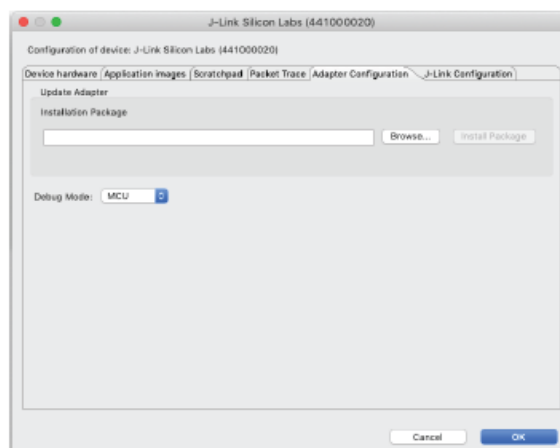 J-Link Silicon Labs (441000020)
Configuration of device: J-Link Silicon Labs (441000020)
Device hardware Application images Scratchpad Packet Trace Adapter Configuration J-Link Configuration
Update Adapter
Installation Package
Browse... Install Package
Debug Mode: MCU
Cancel OK